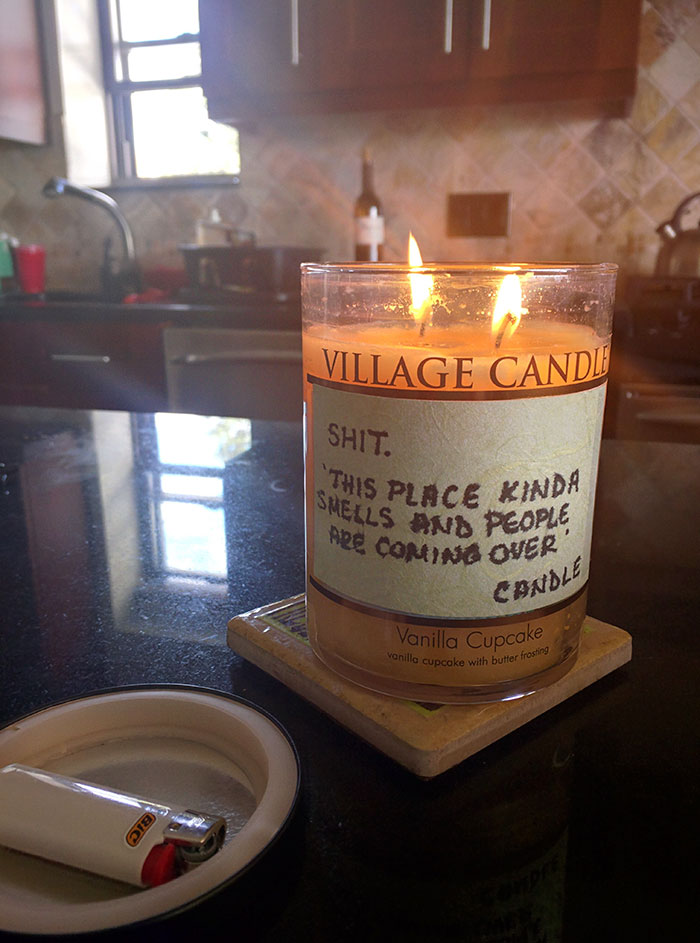 VILLAGE CANDLE
SHIT.
'THIS PLACE KINDA
SMELLS AND PEOPLE
ARE COMING OVER'
CANDLE
Vanilla Cupcake
vanilla cupcake with butter frosting
BIC